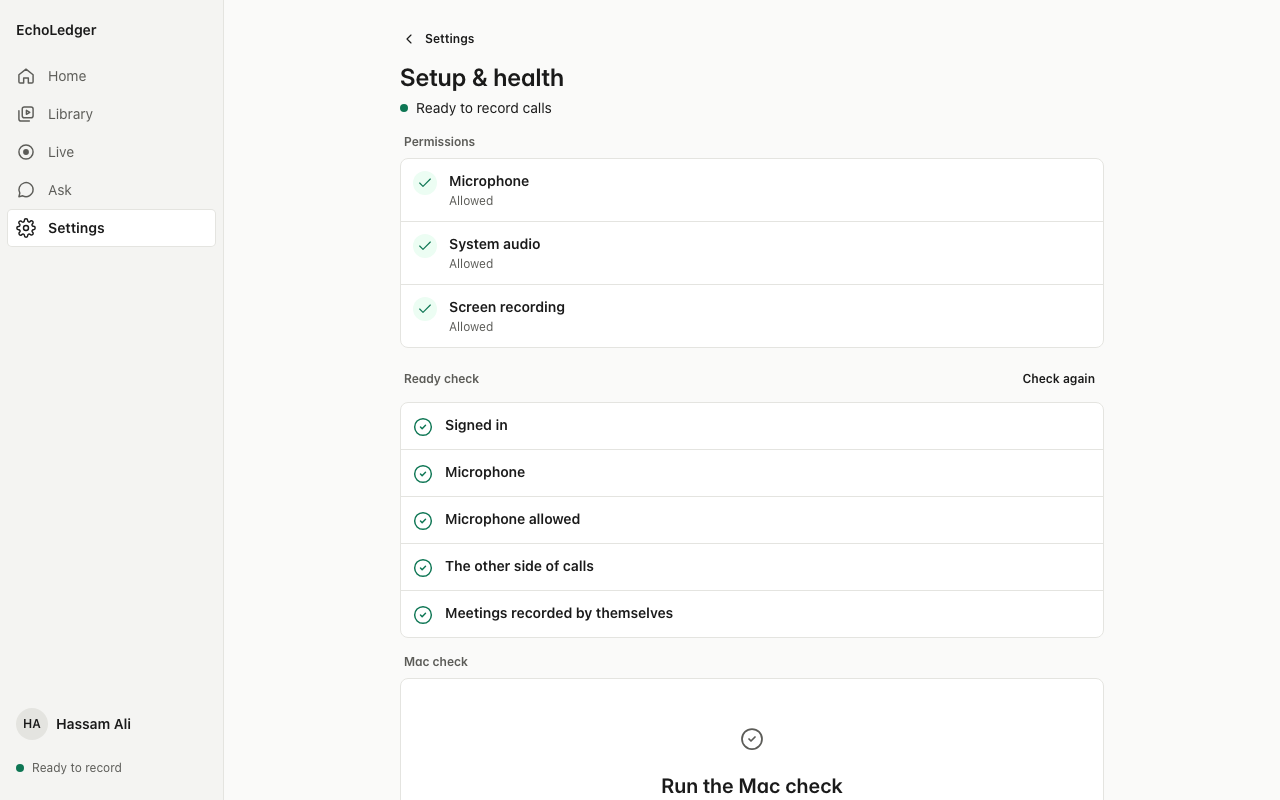 EchoLedger
Home
Library
Live
Ask
Settings
HA
Hassam Ali
Ready to record
Settings
Setup & health
Ready to record calls
Permissions
Microphone
Allowed
System audio
Allowed
Screen recording
Allowed
Ready check
Check again
Signed in
Microphone
Microphone allowed
The other side of calls
Meetings recorded by themselves
Mac check
Run the Mac check